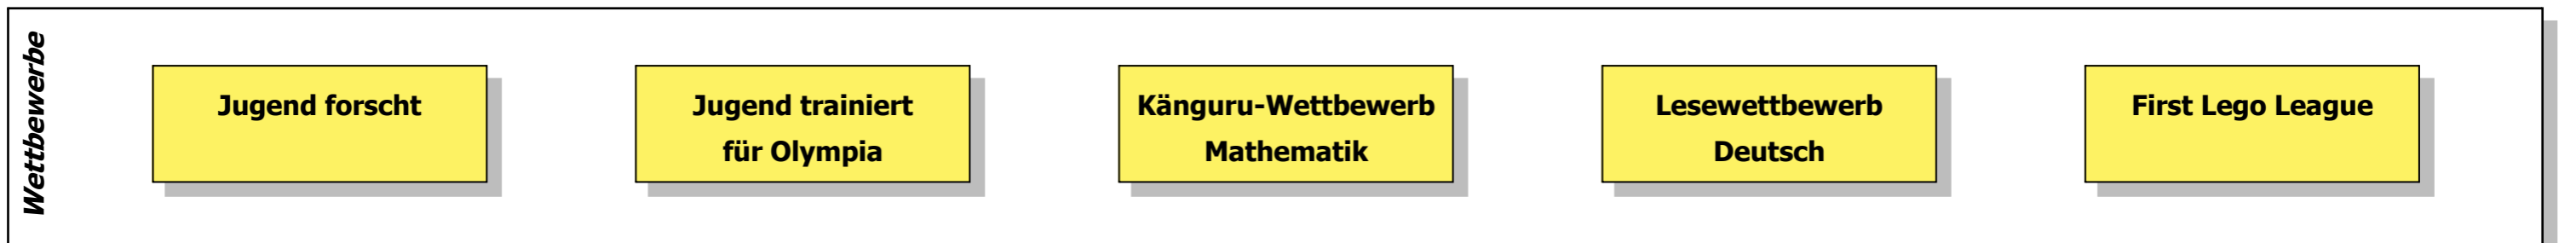 Wettbewerbe
Jugend forscht
Jugend trainiert
für Olympia
Känguru-Wettbewerb
Mathematik
Lesewettbewerb
Deutsch
First Lego League